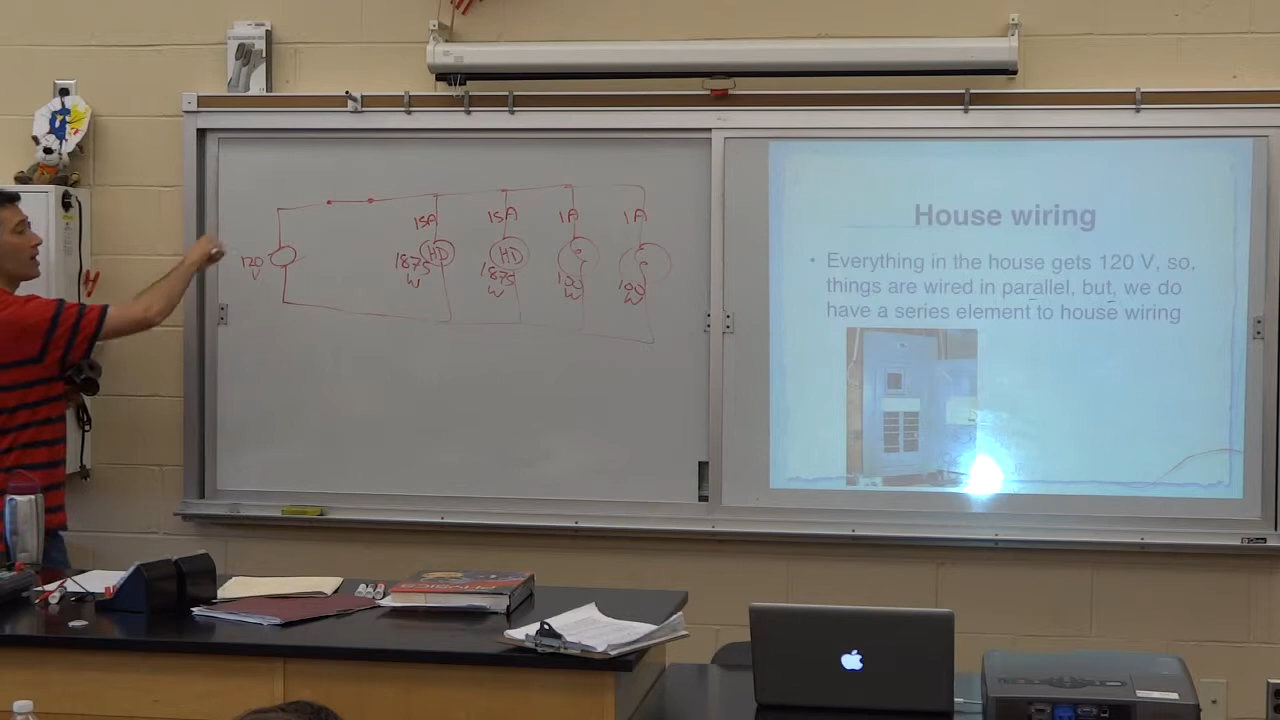 15A 15A 1A 1A
120 V
HD HD
1875 W
1875 W
100 W
100 W
House wiring
• Everything in the house gets 120 V, so,
things are wired in parallel, but, we do
have a series element to house wiring
PHYSICS